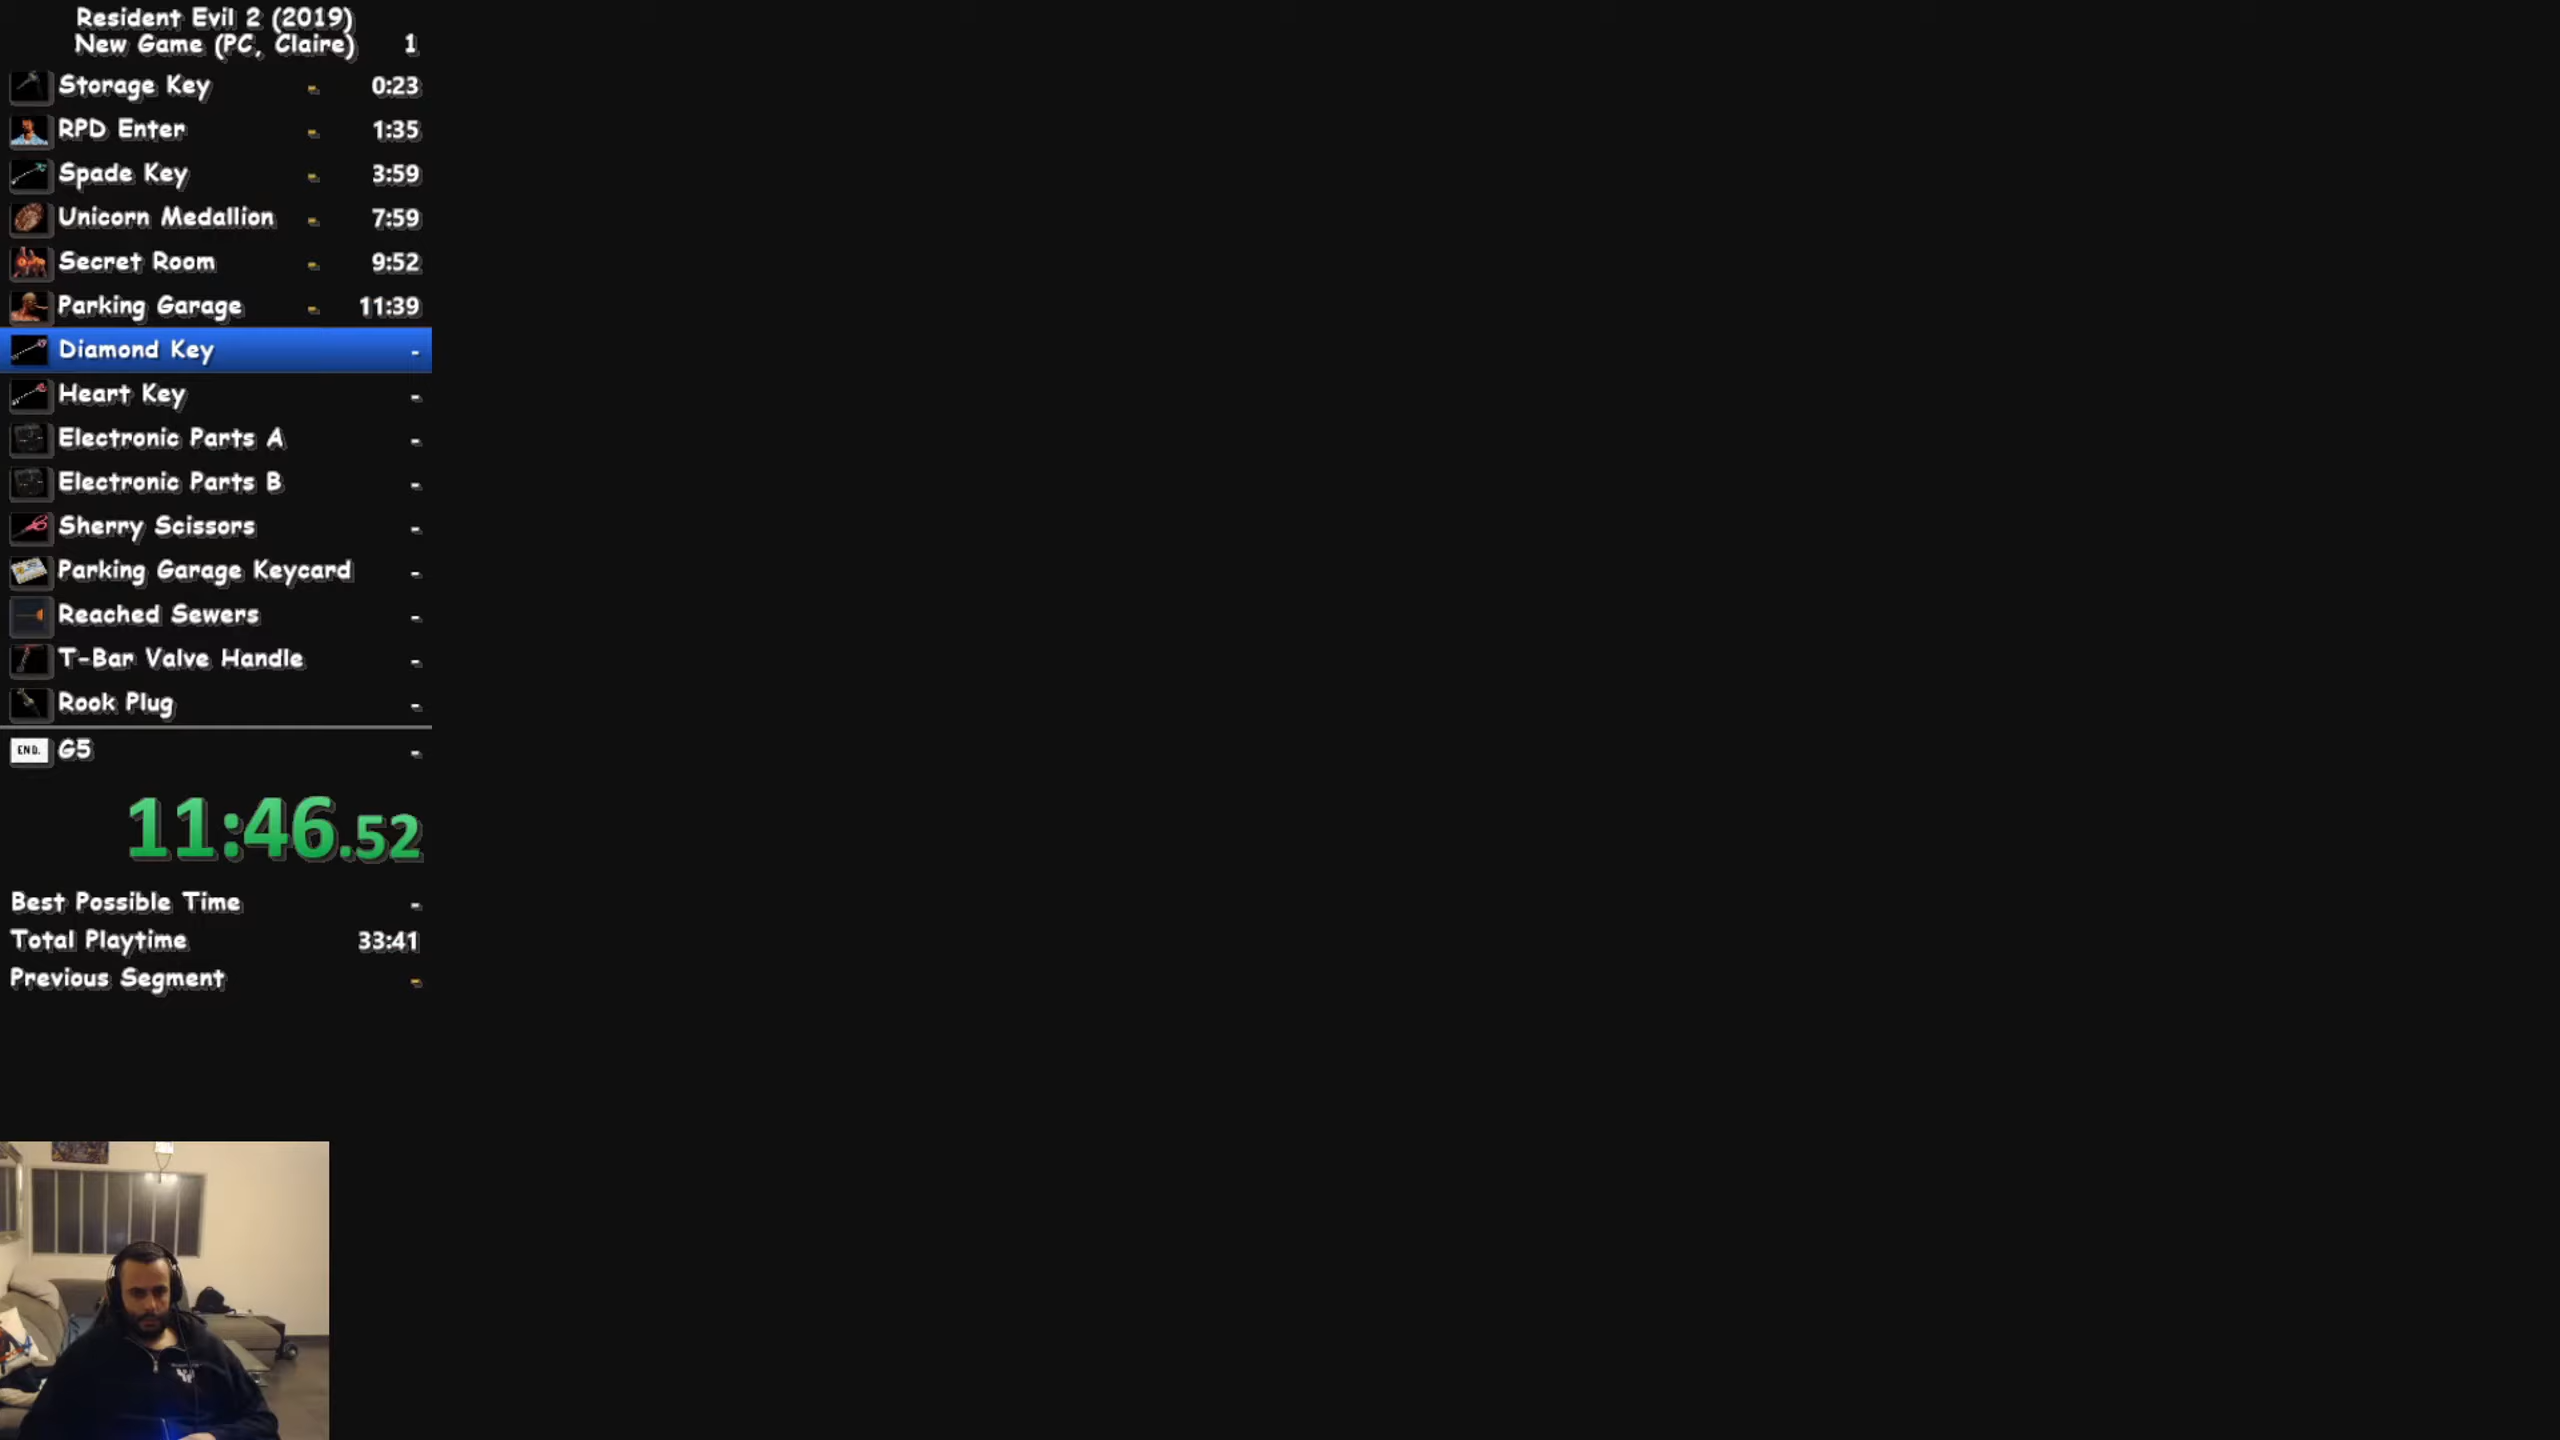 Resident Evil 2 (2019)
New Game (PC, Claire) 1
Storage Key - 0:23
RPD Enter - 1:35
Spade Key - 3:59
Unicorn Medallion - 7:59
Secret Room - 9:52
Parking Garage - 11:39
Diamond Key -
Heart Key -
Electronic Parts A -
Electronic Parts B -
Sherry Scissors -
Parking Garage Keycard -
Reached Sewers -
T-Bar Valve Handle -
Rook Plug -
END. G5 -
11:46.52
Best Possible Time -
Total Playtime 33:41
Previous Segment -